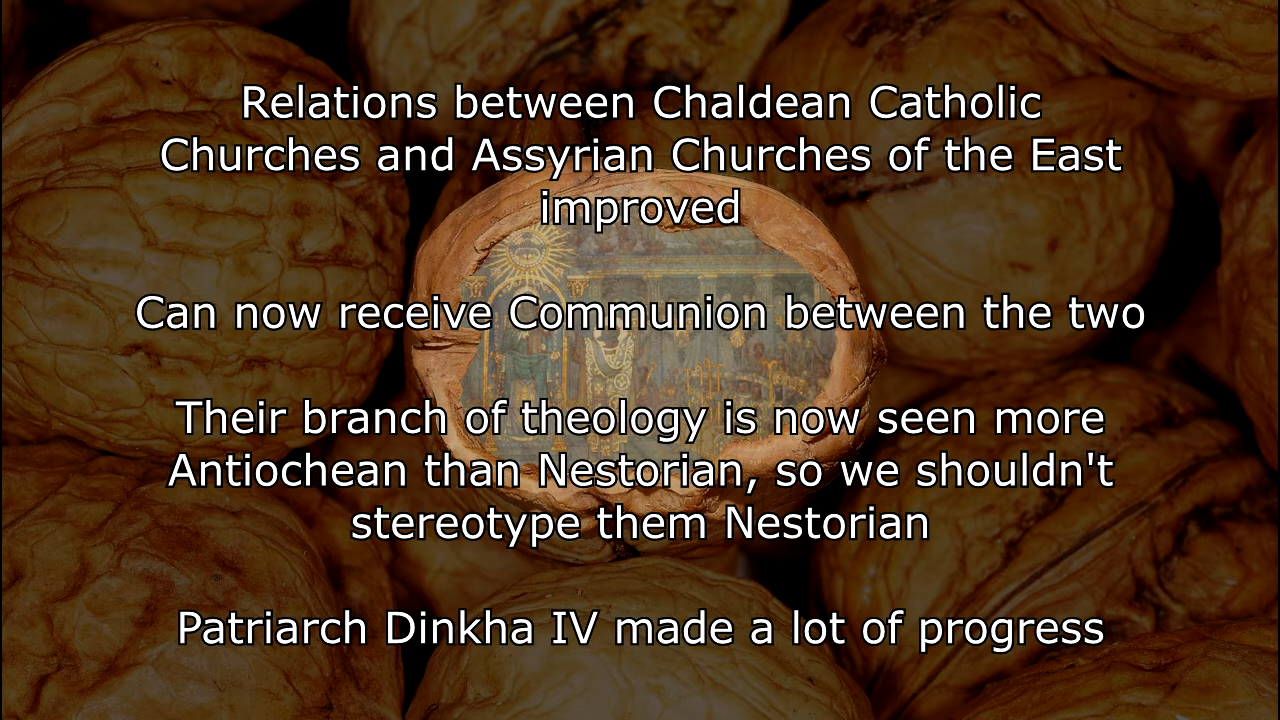 Relations between Chaldean Catholic
Churches and Assyrian Churches of the East
improved
Can now receive Communion between the two
Their branch of theology is now seen more
Antiochean than Nestorian, so we shouldn't
stereotype them Nestorian
Patriarch Dinkha IV made a lot of progress